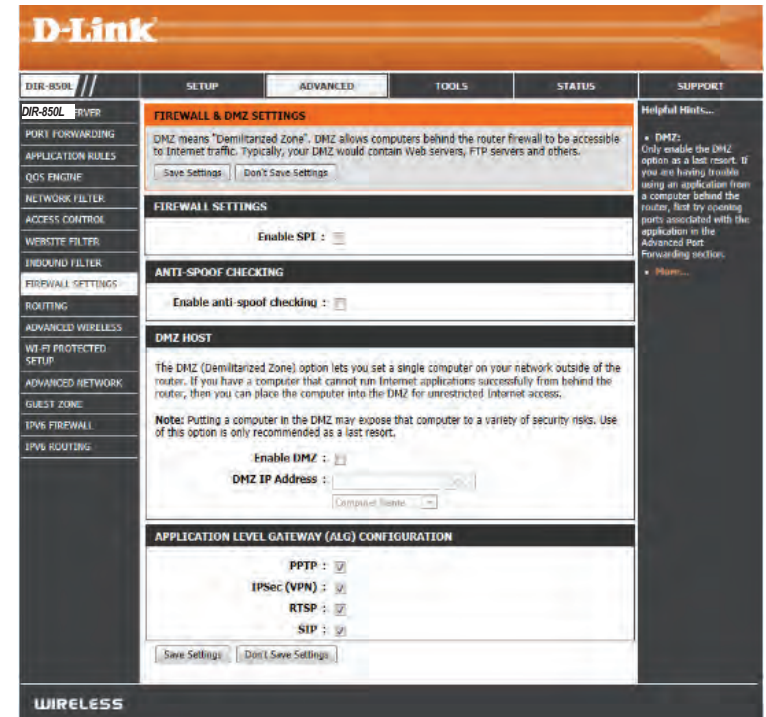 D-Link
DIR-850L
SETUP
ADVANCED
TOOLS
STATUS
SUPPORT
DIR-850L ERVER
PORT FORWARDING
APPLICATION RULES
QOS ENGINE
NETWORK FILTER
ACCESS CONTROL
WEBSITE FILTER
INBOUND FILTER
FIREWALL SETTINGS
ROUTING
ADVANCED WIRELESS
WI-FI PROTECTED
SETUP
ADVANCED NETWORK
GUEST ZONE
IPV6 FIREWALL
IPV6 ROUTING
FIREWALL & DMZ SETTINGS
DMZ means "Demilitarized Zone". DMZ allows computers behind the router firewall to be accessible
to Internet traffic. Typically, your DMZ would contain Web servers, FTP servers and others.
Save Settings
Don't Save Settings
FIREWALL SETTINGS
Enable SPI :
ANTI-SPOOF CHECKING
Enable anti-spoof checking :
DMZ HOST
The DMZ (Demilitarized Zone) option lets you set a single computer on your network outside of the
router. If you have a computer that cannot run Internet applications successfully from behind the
router, then you can place the computer into the DMZ for unrestricted Internet access.
Note: Putting a computer in the DMZ may expose that computer to a variety of security risks. Use
of this option is only recommended as a last resort.
Enable DMZ :
DMZ IP Address :
Computer Name
APPLICATION LEVEL GATEWAY (ALG) CONFIGURATION
PPTP :
IPSec (VPN) :
RTSP :
SIP :
Save Settings
Don't Save Settings
Helpful Hints...
• DMZ:
Only enable the DMZ
option as a last resort. If
you are having trouble
using an application from
a computer behind the
router, first try opening
ports associated with the
application in the
Advanced Port
Forwarding section.
• More...
WIRELESS